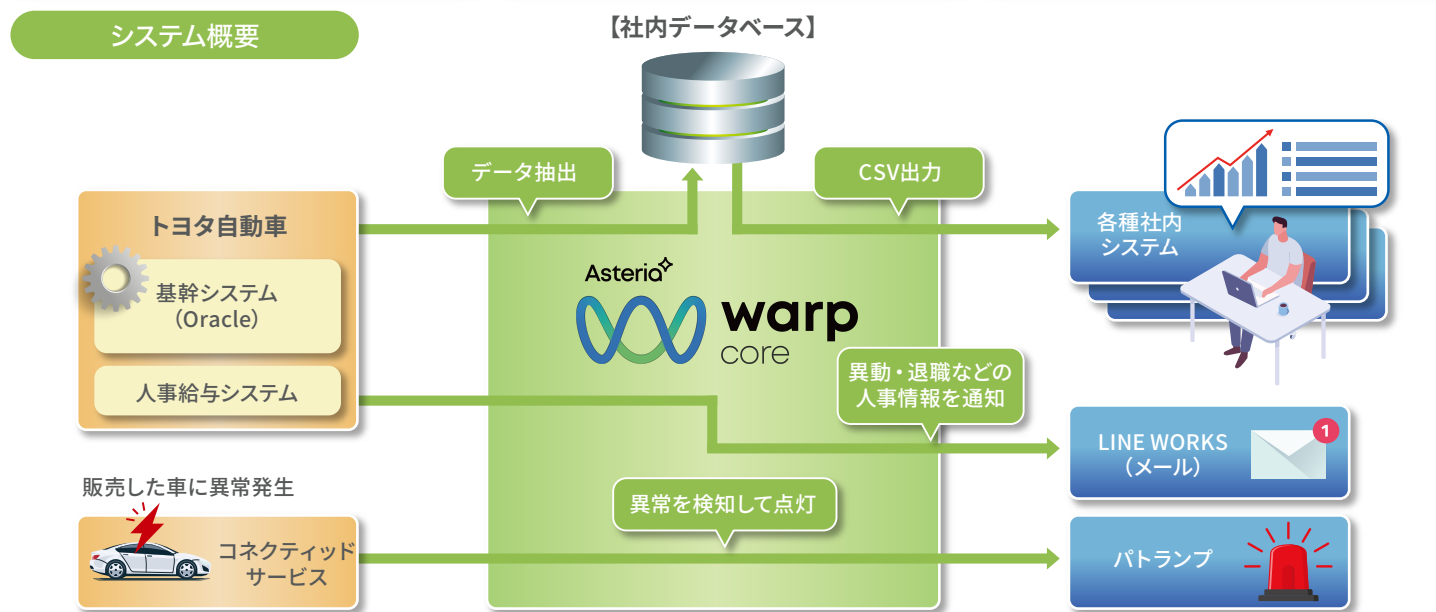 システム概要
【社内データベース】
データ抽出
CSV出力
トヨタ自動車
基幹システム
（Oracle）
人事給与システム
Asteria
warp
core
各種社内
システム
異動・退職などの
人事情報を通知
LINE WORKS
（メール）
1
販売した車に異常発生
異常を検知して点灯
コネクティッド
サービス
パトランプ